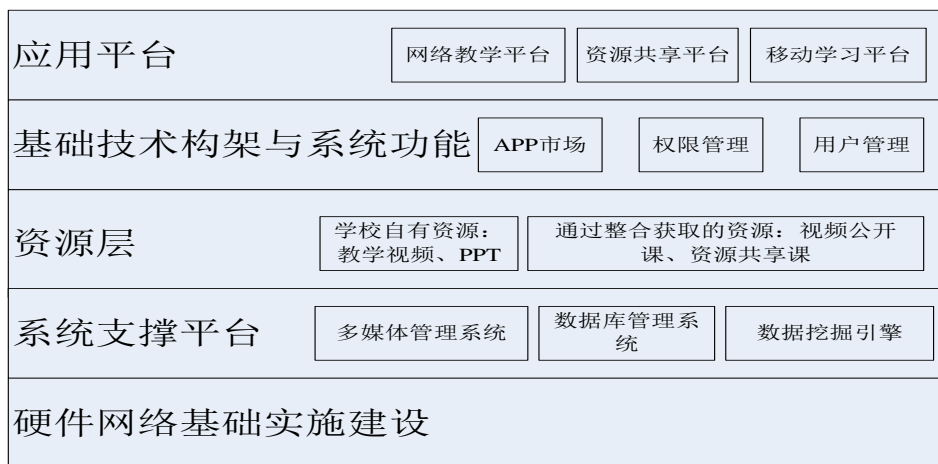 应用平台
网络教学平台
资源共享平台
移动学习平台
基础技术构架与系统功能
APP市场
权限管理
用户管理
资源层
学校自有资源：
教学视频、PPT
通过整合获取的资源：视频公开
课、资源共享课
系统支撑平台
多媒体管理系统
数据库管理系
统
数据挖掘引擎
硬件网络基础实施建设